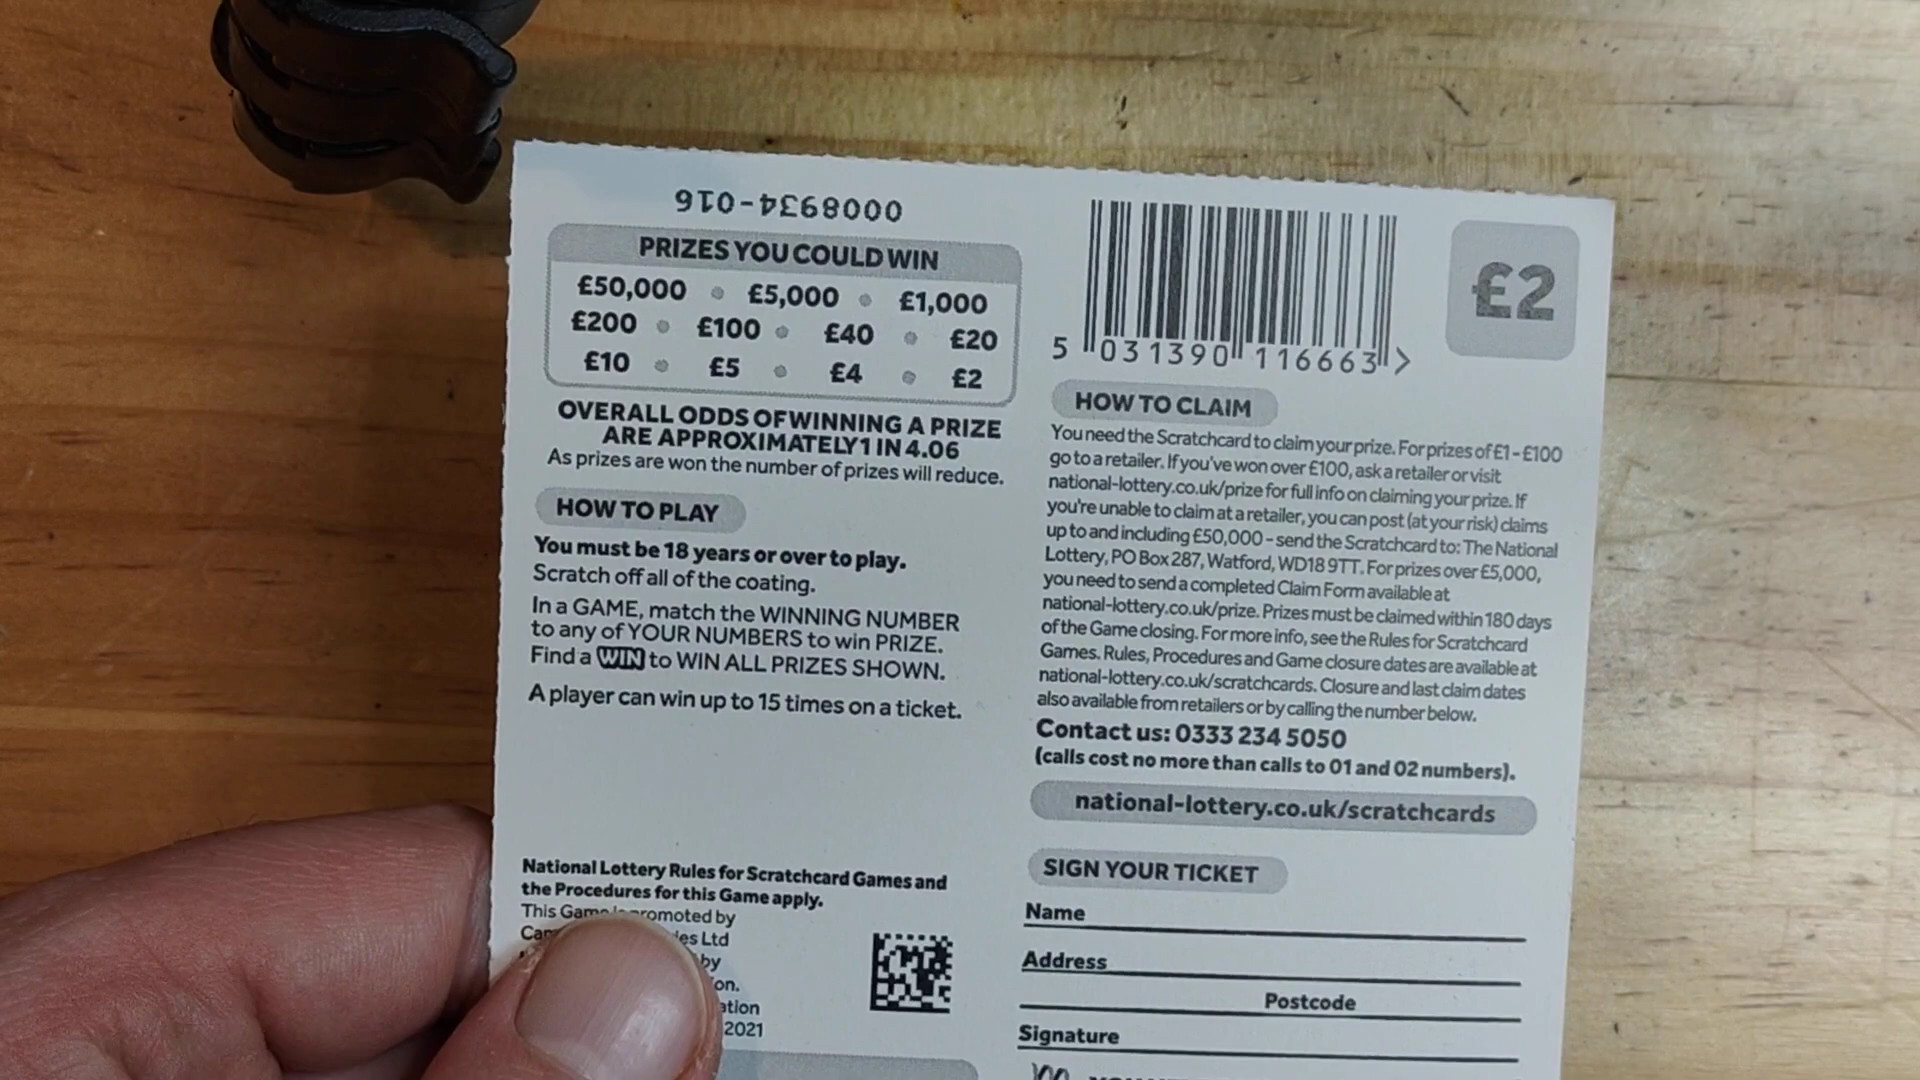 0008934-016
PRIZES YOU COULD WIN
£50,000 • £5,000 • £1,000
£200 • £100 • £40 • £20
£10 • £5 • £4 • £2
OVERALL ODDS OF WINNING A PRIZE
ARE APPROXIMATELY 1 IN 4.06
As prizes are won the number of prizes will reduce.
HOW TO PLAY
You must be 18 years or over to play.
Scratch off all of the coating.
In a GAME, match the WINNING NUMBER
to any of YOUR NUMBERS to win PRIZE.
Find a WIN to WIN ALL PRIZES SHOWN.
A player can win up to 15 times on a ticket.
National Lottery Rules for Scratchcard Games and
the Procedures for this Game apply.
This promoted by
Ltd
by
2021
5 031390 116663 >
£2
HOW TO CLAIM
You need the Scratchcard to claim your prize. For prizes of £1 - £100
go to a retailer. If you've won over £100, ask a retailer or visit
national-lottery.co.uk/prize for full info on claiming your prize. If
you're unable to claim at a retailer, you can post (at your risk) claims
up to and including £50,000 - send the Scratchcard to: The National
Lottery, PO Box 287, Watford, WD18 9TT. For prizes over £5,000,
you need to send a completed Claim Form available at
national-lottery.co.uk/prize. Prizes must be claimed within 180 days
of the Game closing. For more info, see the Rules for Scratchcard
Games. Rules, Procedures and Game closure dates are available at
national-lottery.co.uk/scratchcards. Closure and last claim dates
also available from retailers or by calling the number below.
Contact us: 0333 234 5050
(calls cost no more than calls to 01 and 02 numbers).
national-lottery.co.uk/scratchcards
SIGN YOUR TICKET
Name
Address
Postcode
Signature